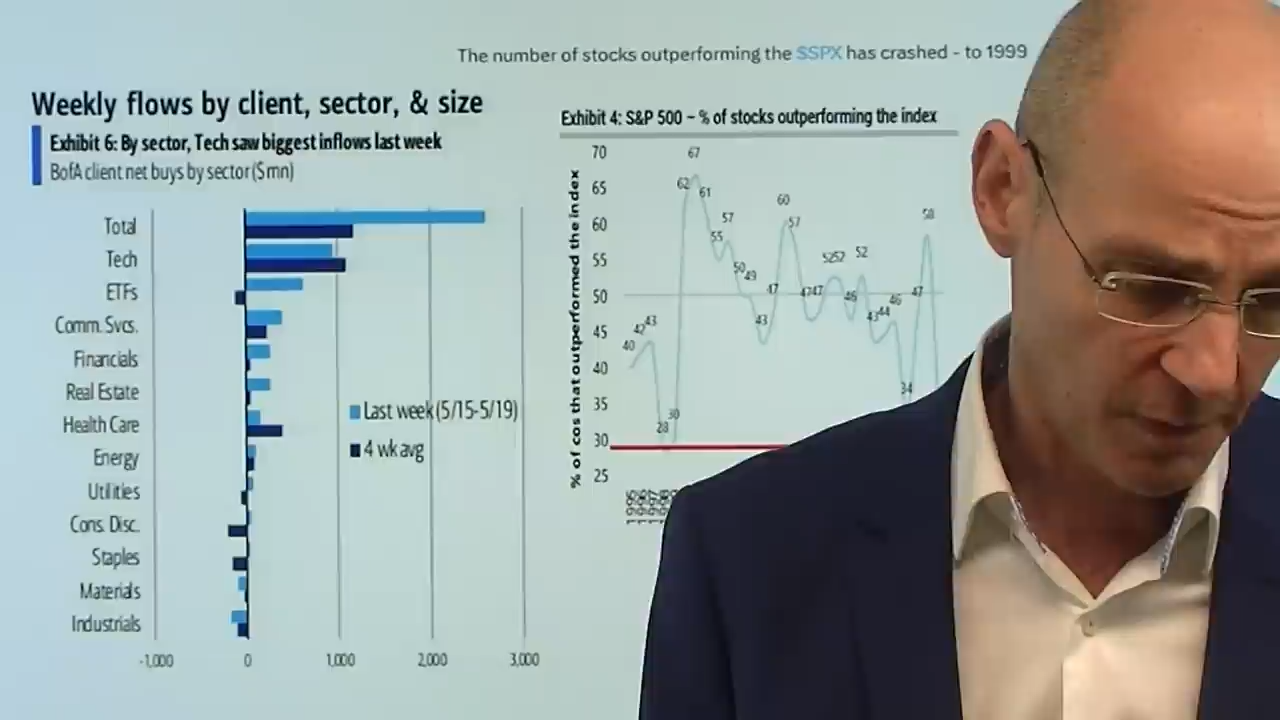 The number of stocks outperforming the $SPX has crashed - to 1999
Weekly flows by client, sector, & size
Exhibit 6: By sector, Tech saw biggest inflows last week
BofA client net buys by sector ($mn)
Total
Tech
ETFs
Comm. Svcs.
Financials
Real Estate
Health Care
Energy
Utilities
Cons. Disc.
Staples
Materials
Industrials
Last week (5/15-5/19)
4 wk avg
-1,000 0 1,000 2,000 3,000
Exhibit 4: S&P 500 – % of stocks outperforming the index
% of cos that outperformed the index
70
65
60
55
50
45
40
35
30
25
40 42 43 28 30 62 67 61 55 57 50 49 43 47 60 57 47 47 52 52 46 52 43 44 46 34 47 58